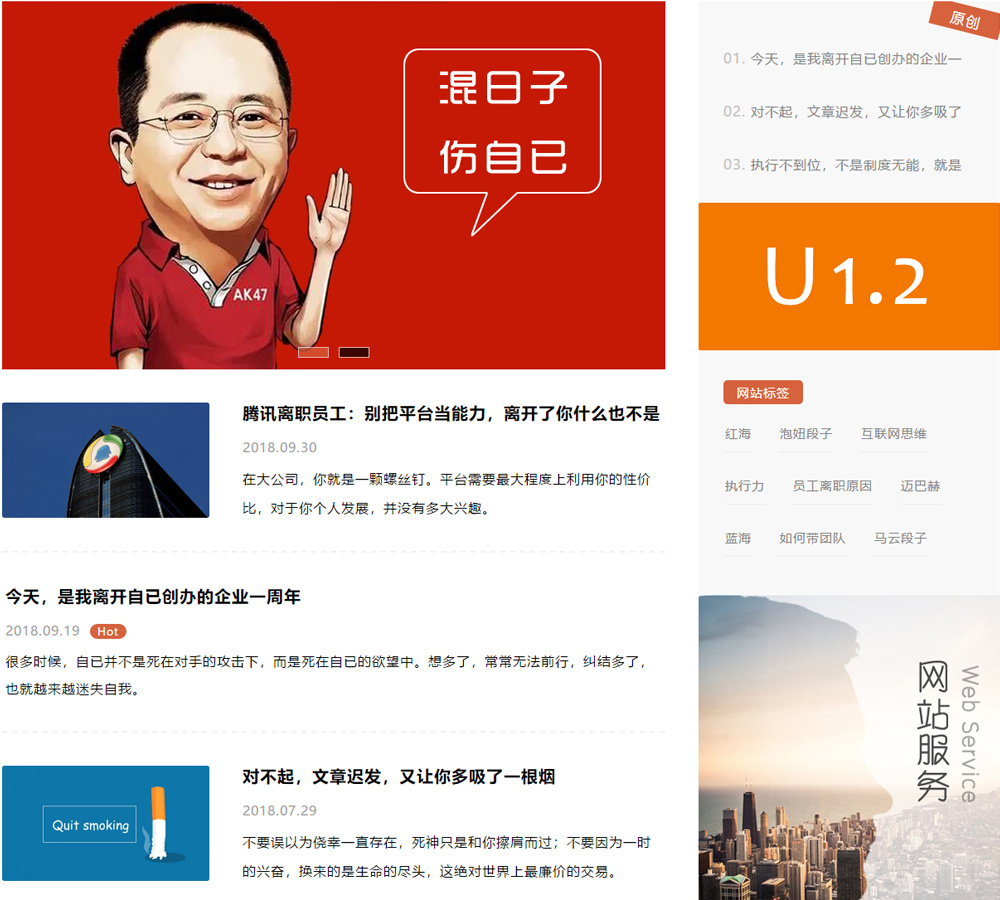 混日子
伤自已
AK47
腾讯离职员工：别把平台当能力，离开了你什么也不是
2018.09.30
在大公司，你就是一颗螺丝钉。平台需要最大程度上利用你的性价
比，对于你个人发展，并没有多大兴趣。
今天，是我离开自已创办的企业一周年
2018.09.19 Hot
很多时候，自已并不是死在对手的攻击下，而是死在自已的欲望中。想多了，常常无法前行，纠结多了，
也就越来越迷失自我。
Quit smoking
对不起，文章迟发，又让你多吸了一根烟
2018.07.29
不要误以为侥幸一直存在，死神只是和你擦肩而过；不要因为一时
的兴奋，换来的是生命的尽头，这绝对世界上最廉价的交易。
原创
01. 今天，是我离开自已创办的企业一
02. 对不起，文章迟发，又让你多吸了
03. 执行不到位，不是制度无能，就是
U1.2
网站标签
红海 泡妞段子 互联网思维
执行力 员工离职原因 迈巴赫
蓝海 如何带团队 马云段子
网站服务
Web Service